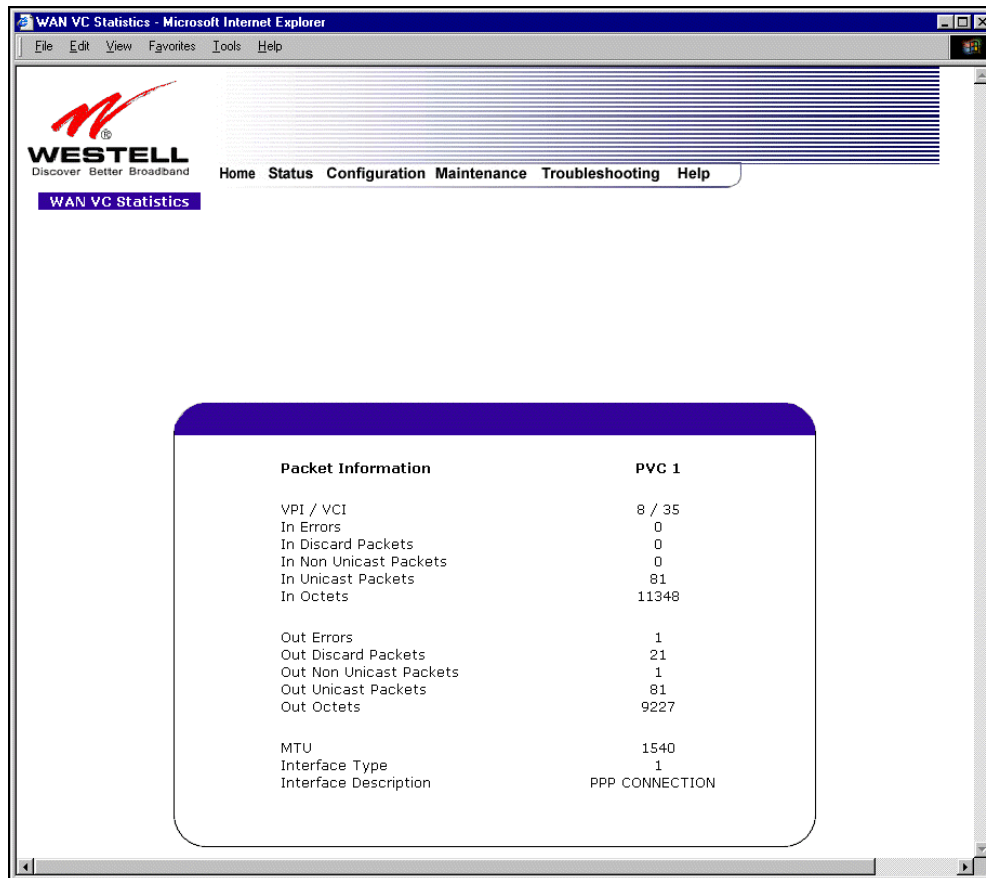 WAN VC Statistics - Microsoft Internet Explorer
File Edit View Favorites Tools Help
®
WESTELL
Discover Better Broadband
Home Status Configuration Maintenance Troubleshooting Help
WAN VC Statistics
Packet Information PVC 1
VPI / VCI 8 / 35
In Errors 0
In Discard Packets 0
In Non Unicast Packets 0
In Unicast Packets 81
In Octets 11348
Out Errors 1
Out Discard Packets 21
Out Non Unicast Packets 1
Out Unicast Packets 81
Out Octets 9227
MTU 1540
Interface Type 1
Interface Description PPP CONNECTION